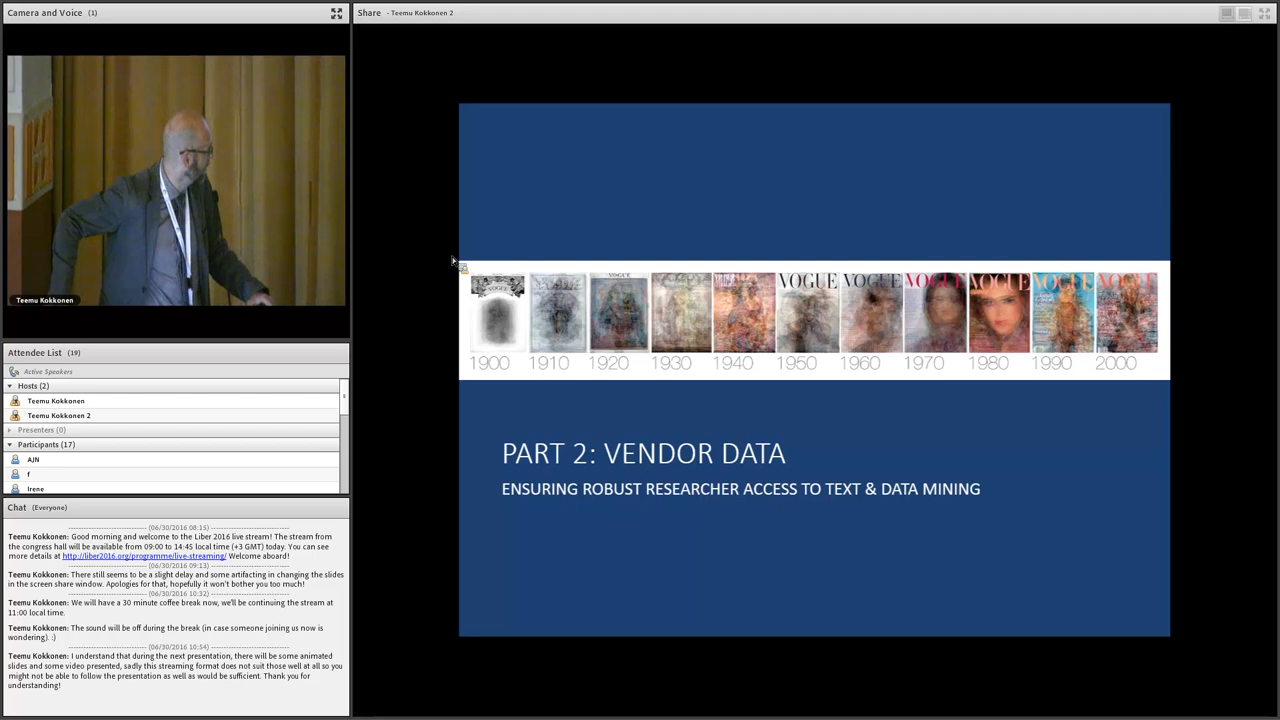 Camera and Voice (1)
Teemu Kokkonen
Attendee List (19)
Active Speakers
Hosts (2)
Teemu Kokkonen
Teemu Kokkonen 2
Presenters (0)
Participants (17)
AJN
f
Irene
Chat (Everyone)
(06/30/2016 08:15)
Teemu Kokkonen: Good morning and welcome to the Liber 2016 live stream! The stream from
the congress hall will be available from 09:00 to 14:45 local time (+3 GMT) today. You can see
more details at http://liber2016.org/programme/live-streaming/ Welcome aboard!
(06/30/2016 09:13)
Teemu Kokkonen: There still seems to be a slight delay and some artifacting in changing the slides
in the screen share window. Apologies for that, hopefully it won't bother you too much!
(06/30/2016 10:32)
Teemu Kokkonen: We will have a 30 minute coffee break now, we'll be continuing the stream at
11:00 local time.
Teemu Kokkonen: The sound will be off during the break (in case someone joining us now is
wondering). :)
(06/30/2016 10:54)
Teemu Kokkonen: I understand that during the next presentation, there will be some animated
slides and some video presented, sadly this streaming format does not suit those well at all so you
might not be able to follow the presentation as well as would be sufficient. Thank you for
understanding!
Share - Teemu Kokkonen 2
VOGUE VOGUE VOGUE VOGUE VOGUE VOGUE
1900 1910 1920 1930 1940 1950 1960 1970 1980 1990 2000
PART 2: VENDOR DATA
ENSURING ROBUST RESEARCHER ACCESS TO TEXT & DATA MINING